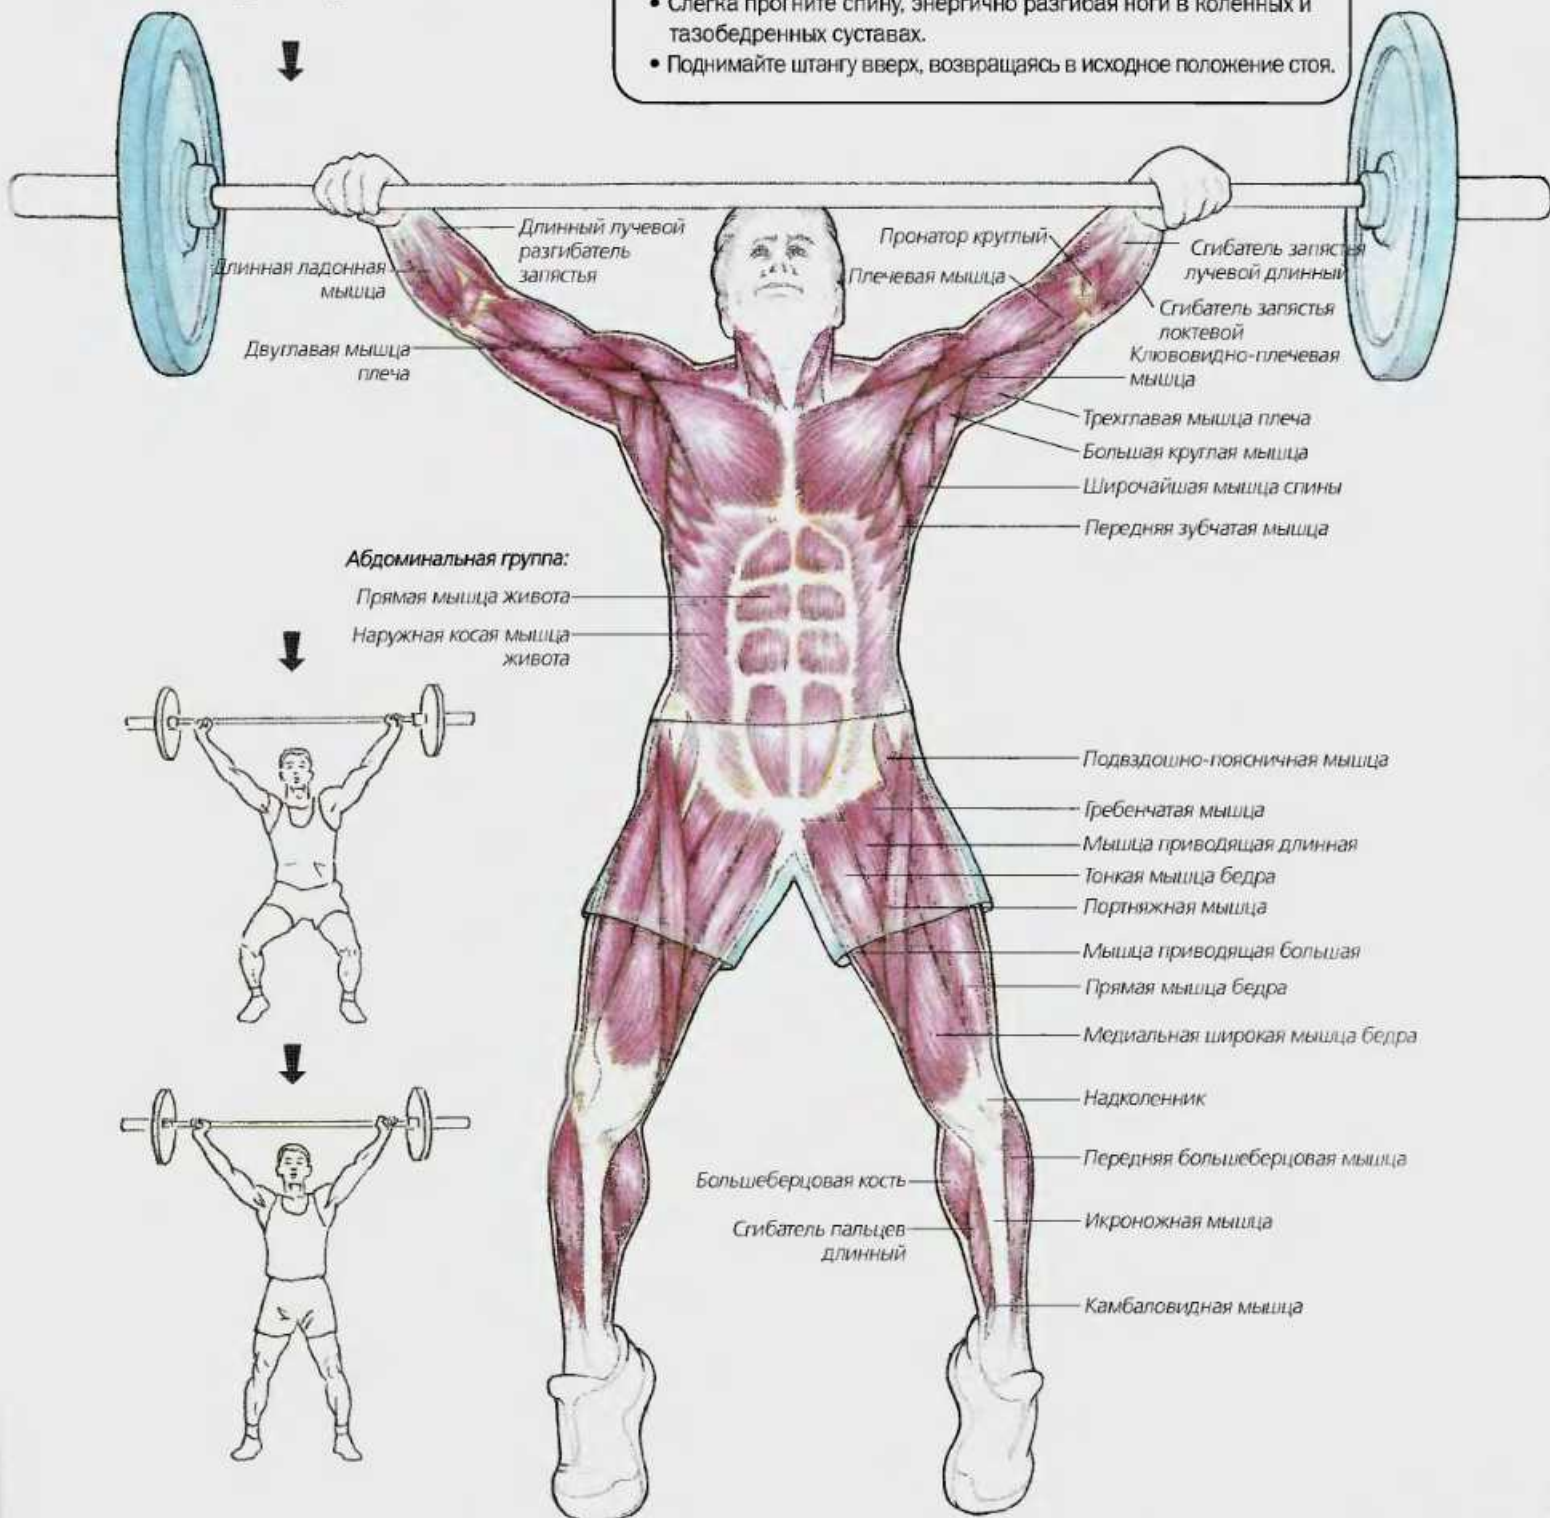 • Слегка прогните спину, энергично разгибая ноги в коленных и
тазобедренных суставах.
• Поднимайте штангу вверх, возвращаясь в исходное положение стоя.
Длинный лучевой
разгибатель
запястья
Длинная ладонная
мышца
Двуглавая мышца
плеча
Пронатор круглый
Плечевая мышца
Сгибатель запястья
лучевой длинный
Сгибатель запястья
локтевой
Клювовидно-плечевая
мышца
Трехглавая мышца плеча
Большая круглая мышца
Широчайшая мышца спины
Передняя зубчатая мышца
Абдоминальная группа:
Прямая мышца живота
Наружная косая мышца
живота
Подвздошно-поясничная мышца
Гребенчатая мышца
Мышца приводящая длинная
Тонкая мышца бедра
Портняжная мышца
Мышца приводящая большая
Прямая мышца бедра
Медиальная широкая мышца бедра
Надколенник
Передняя большеберцовая мышца
Большеберцовая кость
Икроножная мышца
Сгибатель пальцев
длинный
Камбаловидная мышца